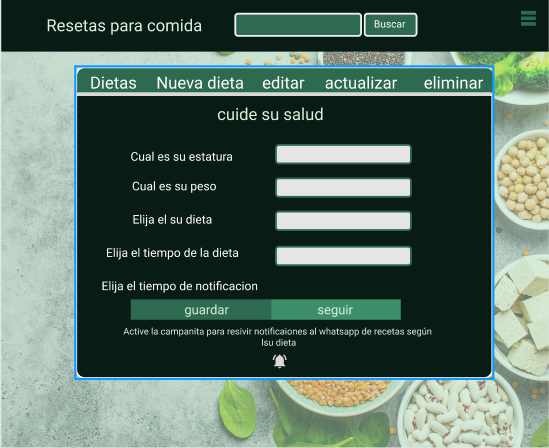 Resetas para comida
Buscar
Dietas Nueva dieta editar actualizar eliminar
cuide su salud
Cual es su estatura
Cual es su peso
Elija el su dieta
Elija el tiempo de la dieta
Elija el tiempo de notificacion
guardar seguir
Active la campanita para resivir notificaiones al whatsapp de recetas según
lsu dieta